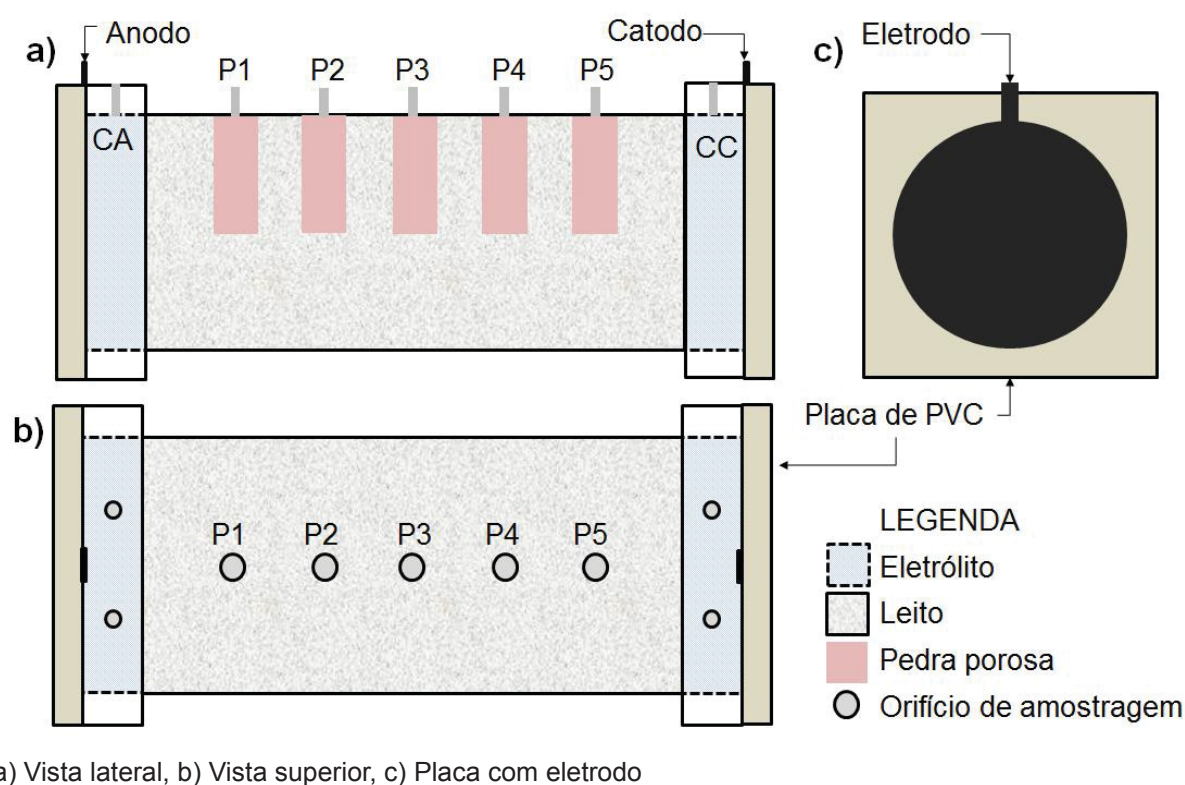 a)
Anodo
Catodo
c)
Eletrodo
P1 P2 P3 P4 P5
CA
CC
b)
Placa de PVC
P1 P2 P3 P4 P5
LEGENDA
Eletrólito
Leito
Pedra porosa
Orifício de amostragem
a) Vista lateral, b) Vista superior, c) Placa com eletrodo